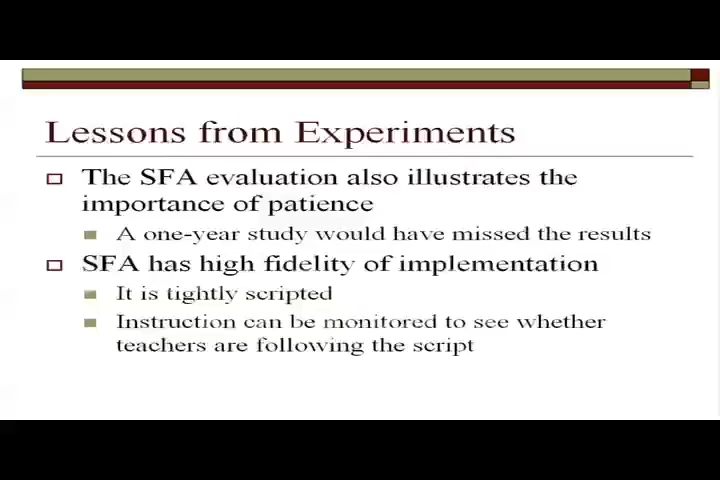 Lessons from Experiments
The SFA evaluation also illustrates the
importance of patience
A one-year study would have missed the results
SFA has high fidelity of implementation
It is tightly scripted
Instruction can be monitored to see whether
teachers are following the script